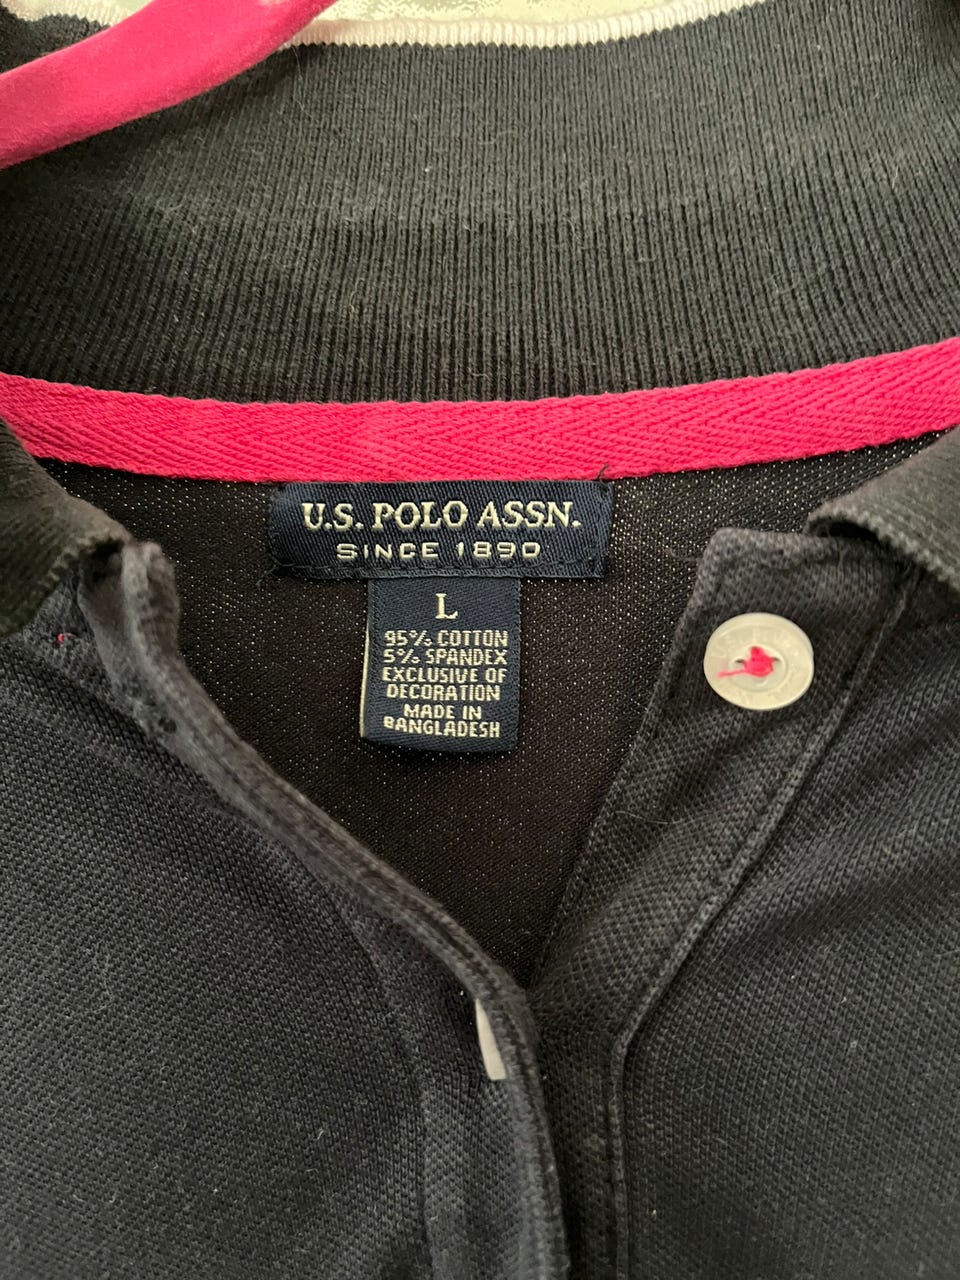 U.S. POLO ASSN.
SINCE 1890
L
95% COTTON
5% SPANDEX
EXCLUSIVE OF
DECORATION
MADE IN
BANGLADESH